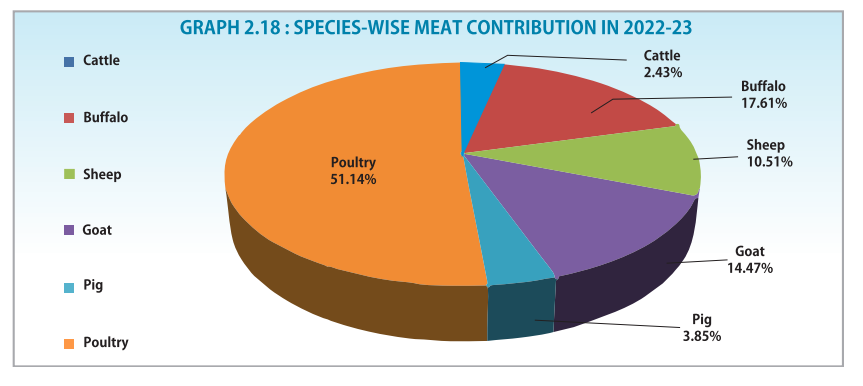 GRAPH 2.18 : SPECIES-WISE MEAT CONTRIBUTION IN 2022-23
Cattle
Buffalo
Sheep
Goat
Pig
Poultry
Cattle
2.43%
Buffalo
17.61%
Sheep
10.51%
Goat
14.47%
Pig
3.85%
Poultry
51.14%